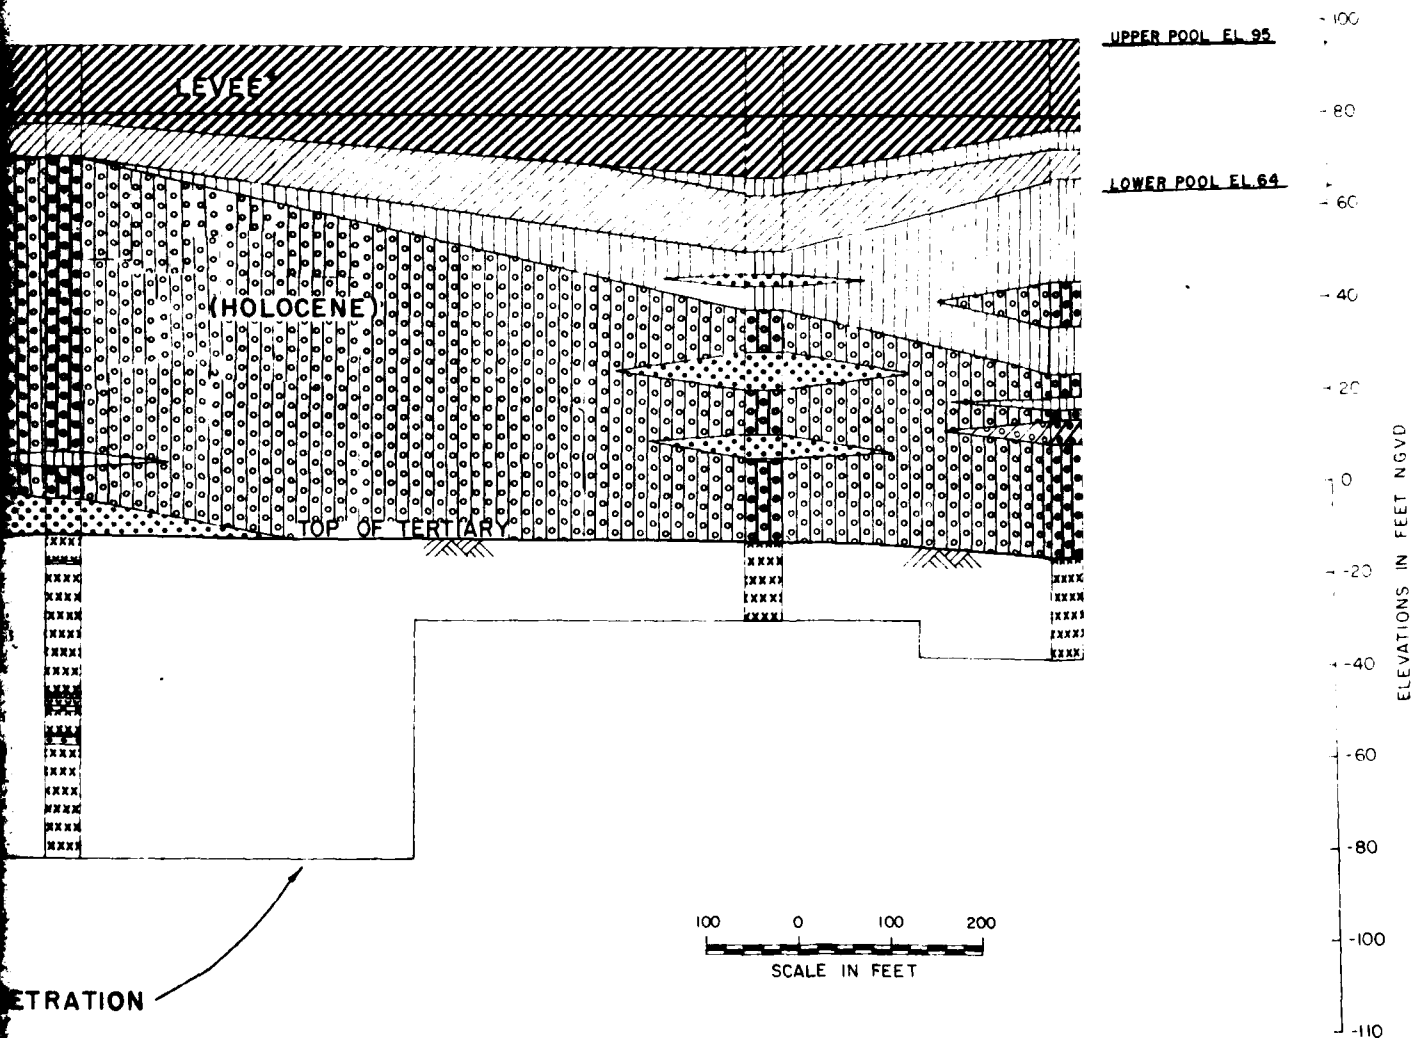 100
UPPER POOL EL. 95
LEVEE*
80
LOWER POOL EL. 64
60
(HOLOCENE)
40
20
0
TOP OF TERTIARY
-20
-40
ELEVATIONS IN FEET NGVD
-60
-80
100 0 100 200
SCALE IN FEET
-100
ETRATION
-110